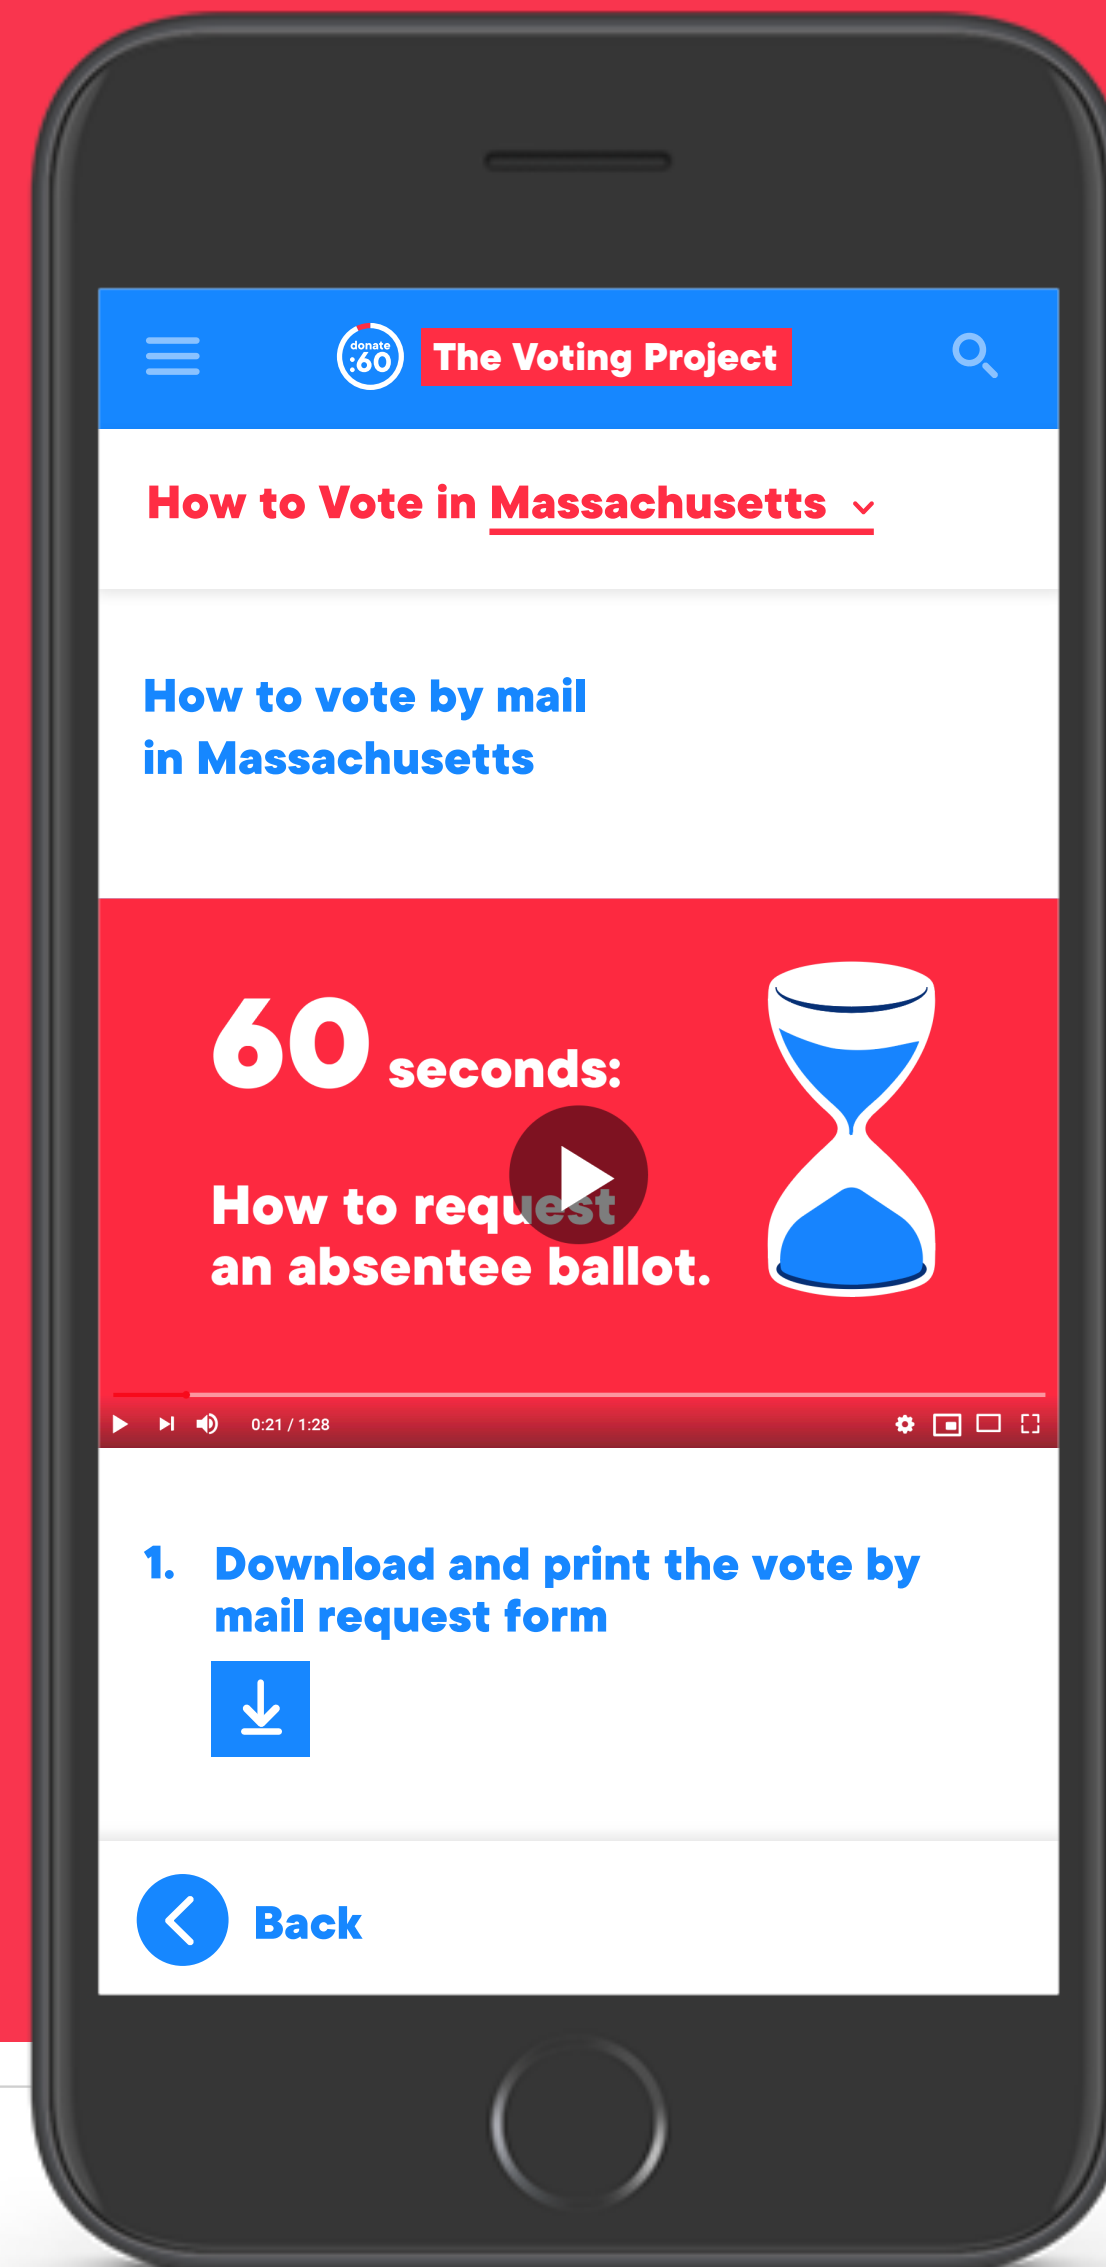 donate
:60
The Voting Project
How to Vote in Massachusetts
How to vote by mail
in Massachusetts
60 seconds:
How to request
an absentee ballot.
0:21 / 1:28
1. Download and print the vote by
mail request form
Back